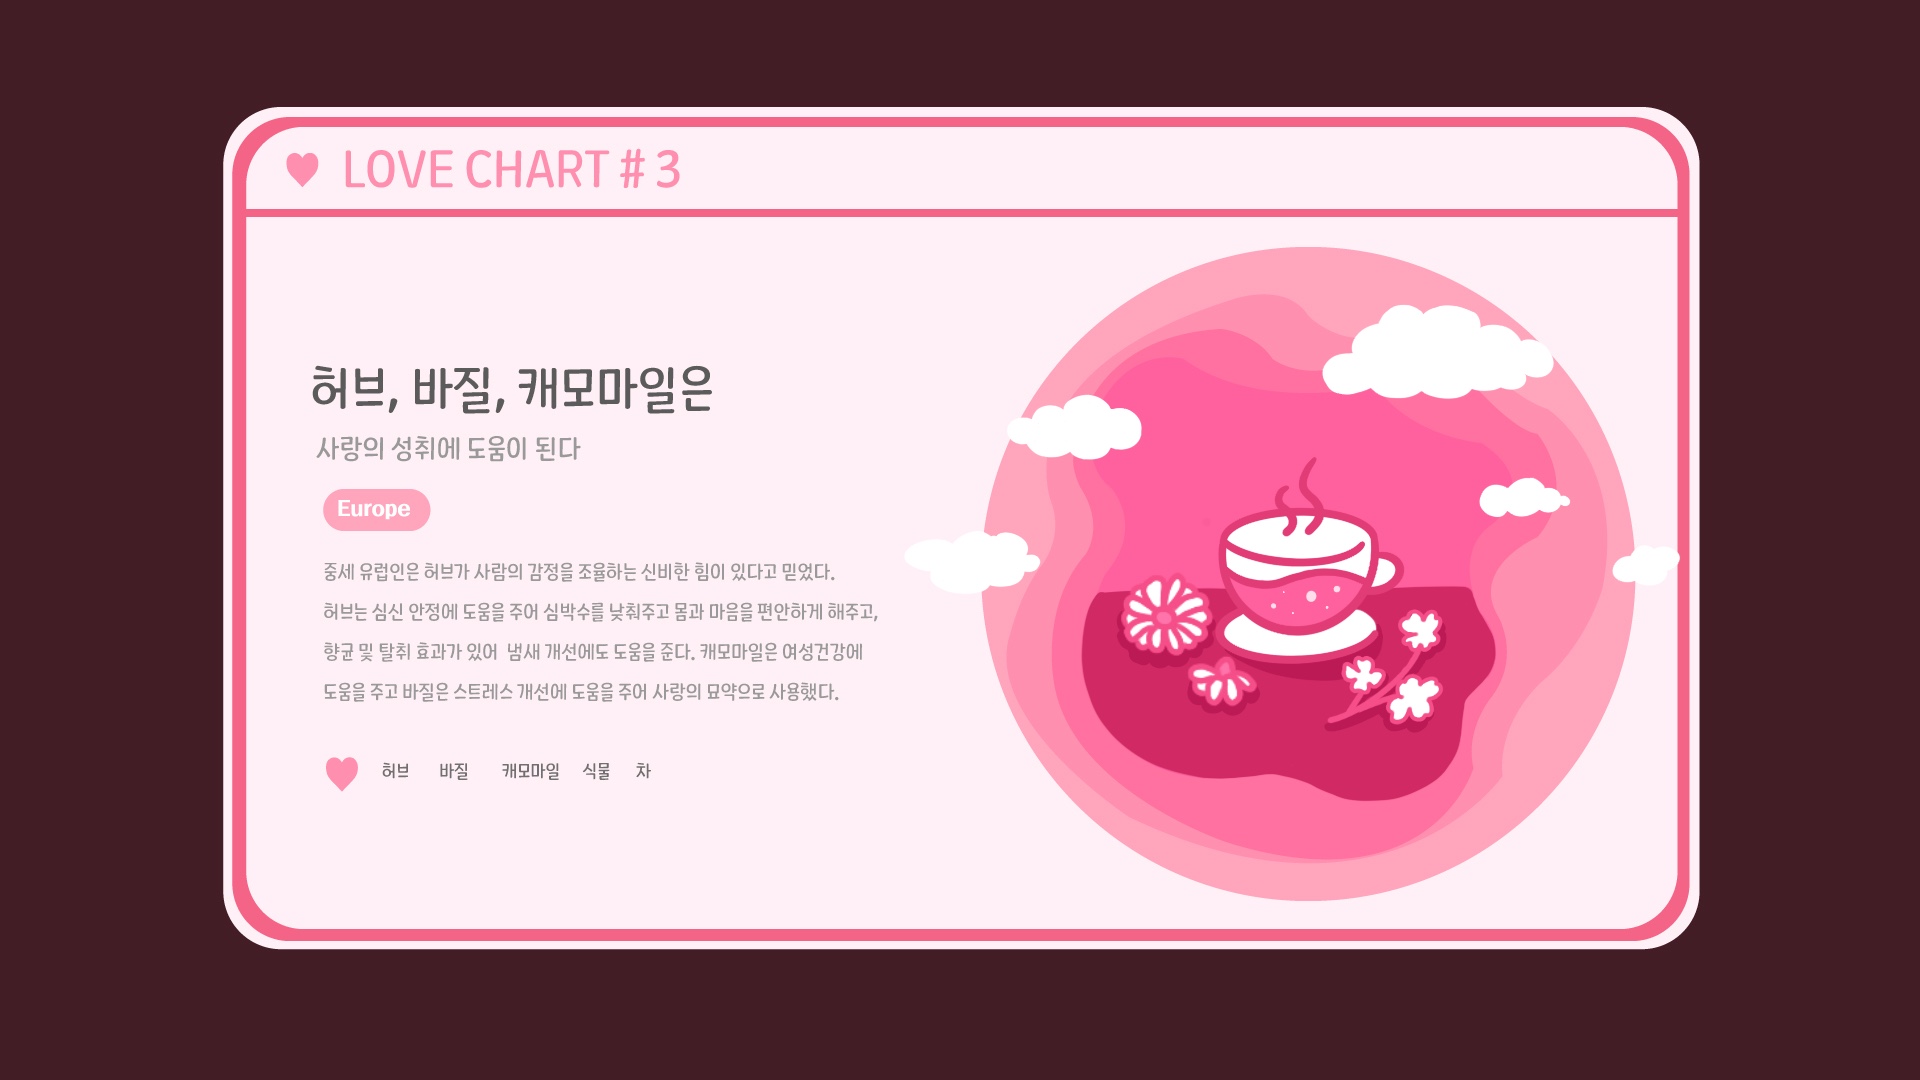 LOVE CHART # 3
허브, 바질, 캐모마일은
사랑의 성취에 도움이 된다
Europe
중세 유럽인은 허브가 사람의 감정을 조율하는 신비한 힘이 있다고 믿었다.
허브는 심신 안정에 도움을 주어 심박수를 낮춰주고 몸과 마음을 편안하게 해주고,
향균 및 탈취 효과가 있어 냄새 개선에도 도움을 준다. 캐모마일은 여성건강에
도움을 주고 바질은 스트레스 개선에 도움을 주어 사랑의 묘약으로 사용했다.
허브 바질 캐모마일 식물 차